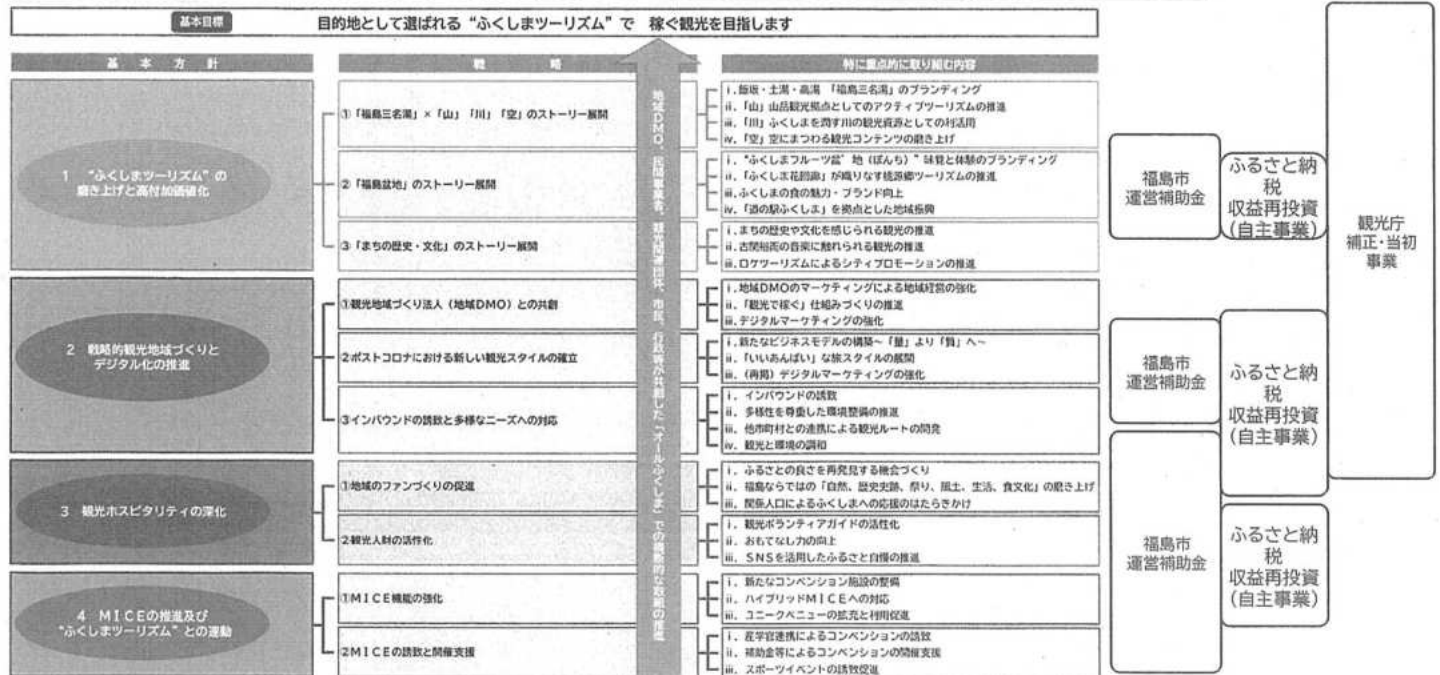 基本目標
目的地として選ばれる“ふくしまツーリズム”で 稼ぐ観光を目指します
基本方針
戦略
特に重点的に取り組む内容
1 “ふくしまツーリズム”の
磨き上げと高付加価値化
①「福島三名湯」×「山」「川」「空」のストーリー展開
ⅰ.飯坂・土湯・高湯 「福島三名湯」のブランディング
ⅱ.「山」山岳観光拠点としてのアクティブツーリズムの推進
ⅲ.「川」ふくしまを潤す川の観光資源としての利活用
ⅳ.「空」空にまつわる観光コンテンツの磨き上げ
②「福島盆地」のストーリー展開
ⅰ.“ふくしまフルーツ盆゛地(ぼんち)”味覚と体験のブランディング
ⅱ.「ふくしま花回廊」が織りなす桃源郷ツーリズムの推進
ⅲ.ふくしまの食の魅力・ブランド向上
ⅳ.「道の駅ふくしま」を拠点とした地域振興
③「まちの歴史・文化」のストーリー展開
ⅰ.まちの歴史や文化を感じられる観光の推進
ⅱ.古関裕而の音楽に触れられる観光の推進
ⅲ.ロケツーリズムによるシティプロモーションの推進
2 戦略的観光地域づくりと
デジタル化の推進
①観光地域づくり法人(地域DMO)との共創
ⅰ.地域DMOのマーケティングによる地域経営の強化
ⅱ.「観光で稼ぐ」仕組みづくりの推進
ⅲ.デジタルマーケティングの強化
②ポストコロナにおける新しい観光スタイルの確立
ⅰ.新たなビジネスモデルの構築~「量」より「質」へ~
ⅱ.「いいあんばい」な旅スタイルの展開
ⅲ.(再掲)デジタルマーケティングの強化
③インバウンドの誘致と多様なニーズへの対応
ⅰ. インバウンドの誘致
ⅱ. 多様性を尊重した環境整備の推進
ⅲ. 他市町村との連携による観光ルートの開発
ⅳ. 観光と環境の調和
3 観光ホスピタリティの深化
①地域のファンづくりの促進
ⅰ. ふるさとの良さを再発見する機会づくり
ⅱ. 福島ならではの「自然、歴史史跡、祭り、風土、生活、食文化」の磨き上げ
ⅲ. 関係人口によるふくしまへの応援のはたらきかけ
②観光人財の活性化
ⅰ. 観光ボランティアガイドの活性化
ⅱ. おもてなし力の向上
ⅲ. SNSを活用したふるさと自慢の推進
4 MICEの推進及び
“ふくしまツーリズム”との連動
①MICE機能の強化
ⅰ. 新たなコンベンション施設の整備
ⅱ. ハイブリッドMICEへの対応
ⅲ. ユニークベニューの拡充と利用促進
②MICEの誘致と開催支援
ⅰ. 産学官連携によるコンベンションの誘致
ⅱ. 補助金等によるコンベンションの開催支援
ⅲ. スポーツイベントの誘致促進
地域DMO、民間事業者、観光関連団体、市民、行政等が共創した「オールふくしま」での戦略的な取組の推進
福島市
運営補助金
ふるさと納
税
収益再投資
(自主事業)
観光庁
補正・当初
事業
福島市
運営補助金
ふるさと納
税
収益再投資
(自主事業)
福島市
運営補助金
ふるさと納
税
収益再投資
(自主事業)